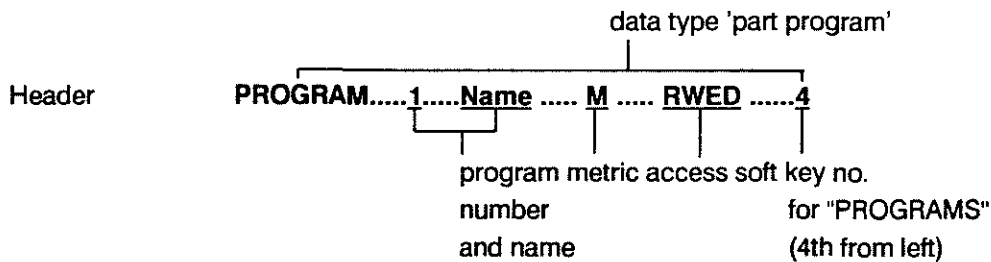 data type 'part program'
Header PROGRAM.....1.....Name ..... M ..... RWED ......4
program metric access soft key no.
number for "PROGRAMS"
and name (4th from left)